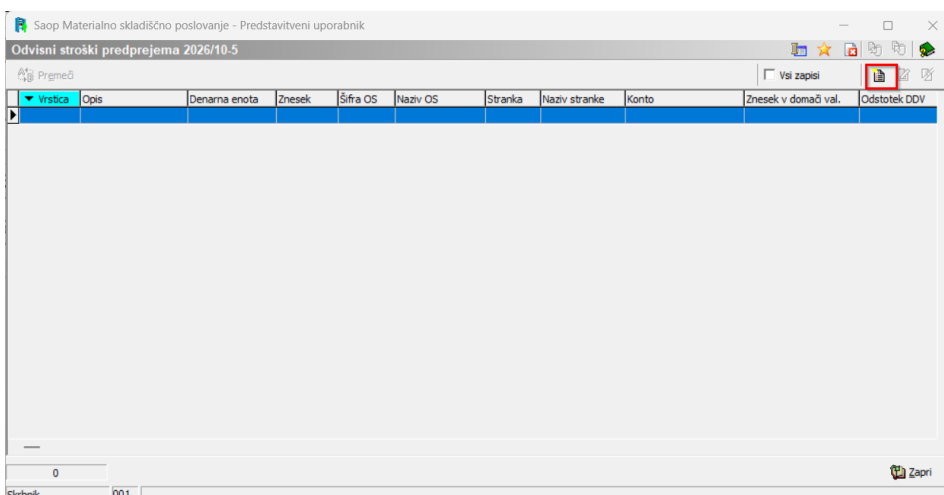 Saop Materialno skladiščno poslovanje - Predstavitveni uporabnik
Odvisni stroški predprejema 2026/10-5
Premeči
Vsi zapisi
Vrstica Opis Denarna enota Znesek Šifra OS Naziv OS Stranka Naziv stranke Konto Znesek v domači val. Odstotek DDV
0
Zapri
Skrbnik 001